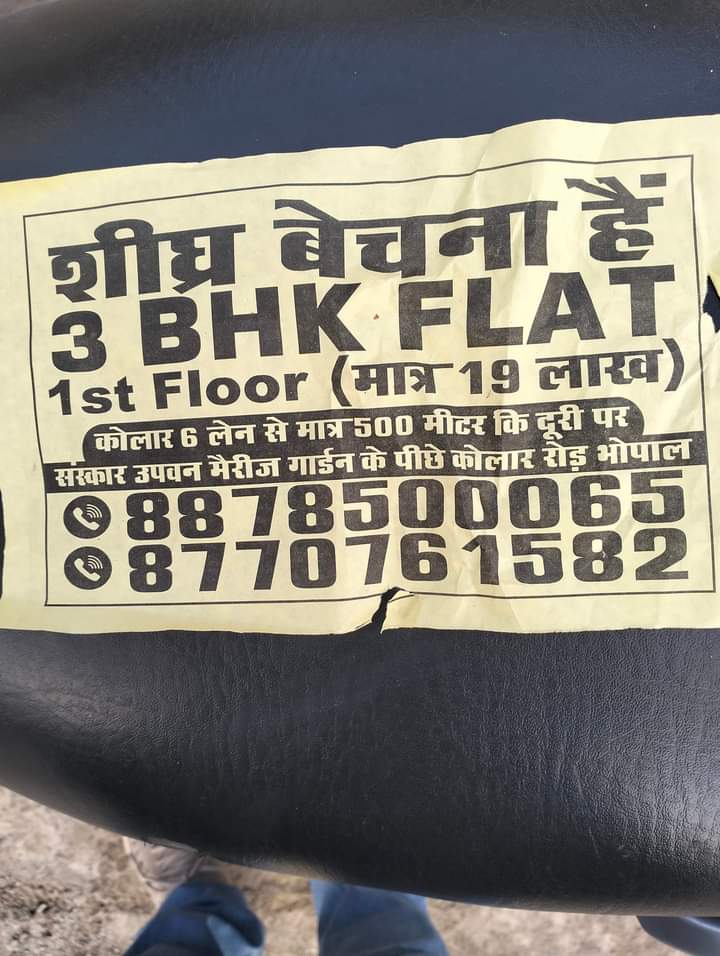 शीघ्र बेचना हैं
3 BHK FLAT
1st Floor (मात्र 19 लाख)
कोलार 6 लेन से मात्र 500 मीटर कि दूरी पर
संस्कार उपवन मैरीज गार्डन के पीछे कोलार रोड़ भोपाल
8878500065
8770761582